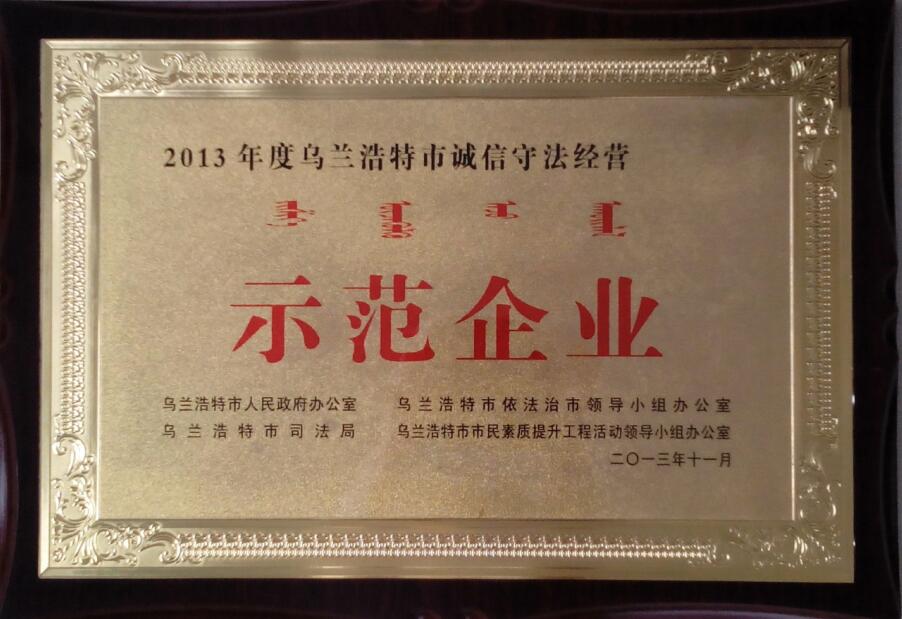 2013年度乌兰浩特市诚信守法经营
示范企业
乌兰浩特市人民政府办公室 乌兰浩特市依法治市领导小组办公室
乌兰浩特市司法局 乌兰浩特市市民素质提升工程活动领导小组办公室
二〇一三年十一月